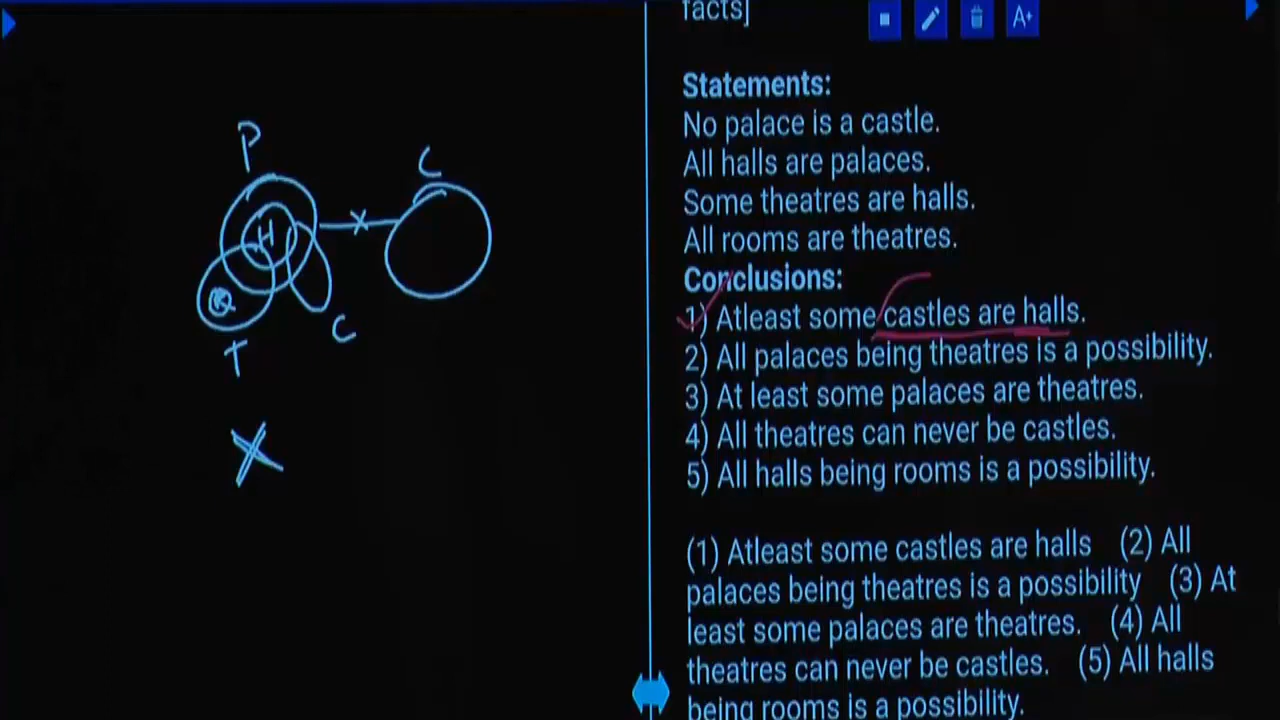 facts]
A+
Statements:
No palace is a castle.
All halls are palaces.
Some theatres are halls.
All rooms are theatres.
Conclusions:
1) Atleast some castles are halls.
2) All palaces being theatres is a possibility.
3) At least some palaces are theatres.
4) All theatres can never be castles.
5) All halls being rooms is a possibility.
(1) Atleast some castles are halls (2) All
palaces being theatres is a possibility (3) At
least some palaces are theatres. (4) All
theatres can never be castles. (5) All halls
being rooms is a possibility.
P
C
H
R
C
T